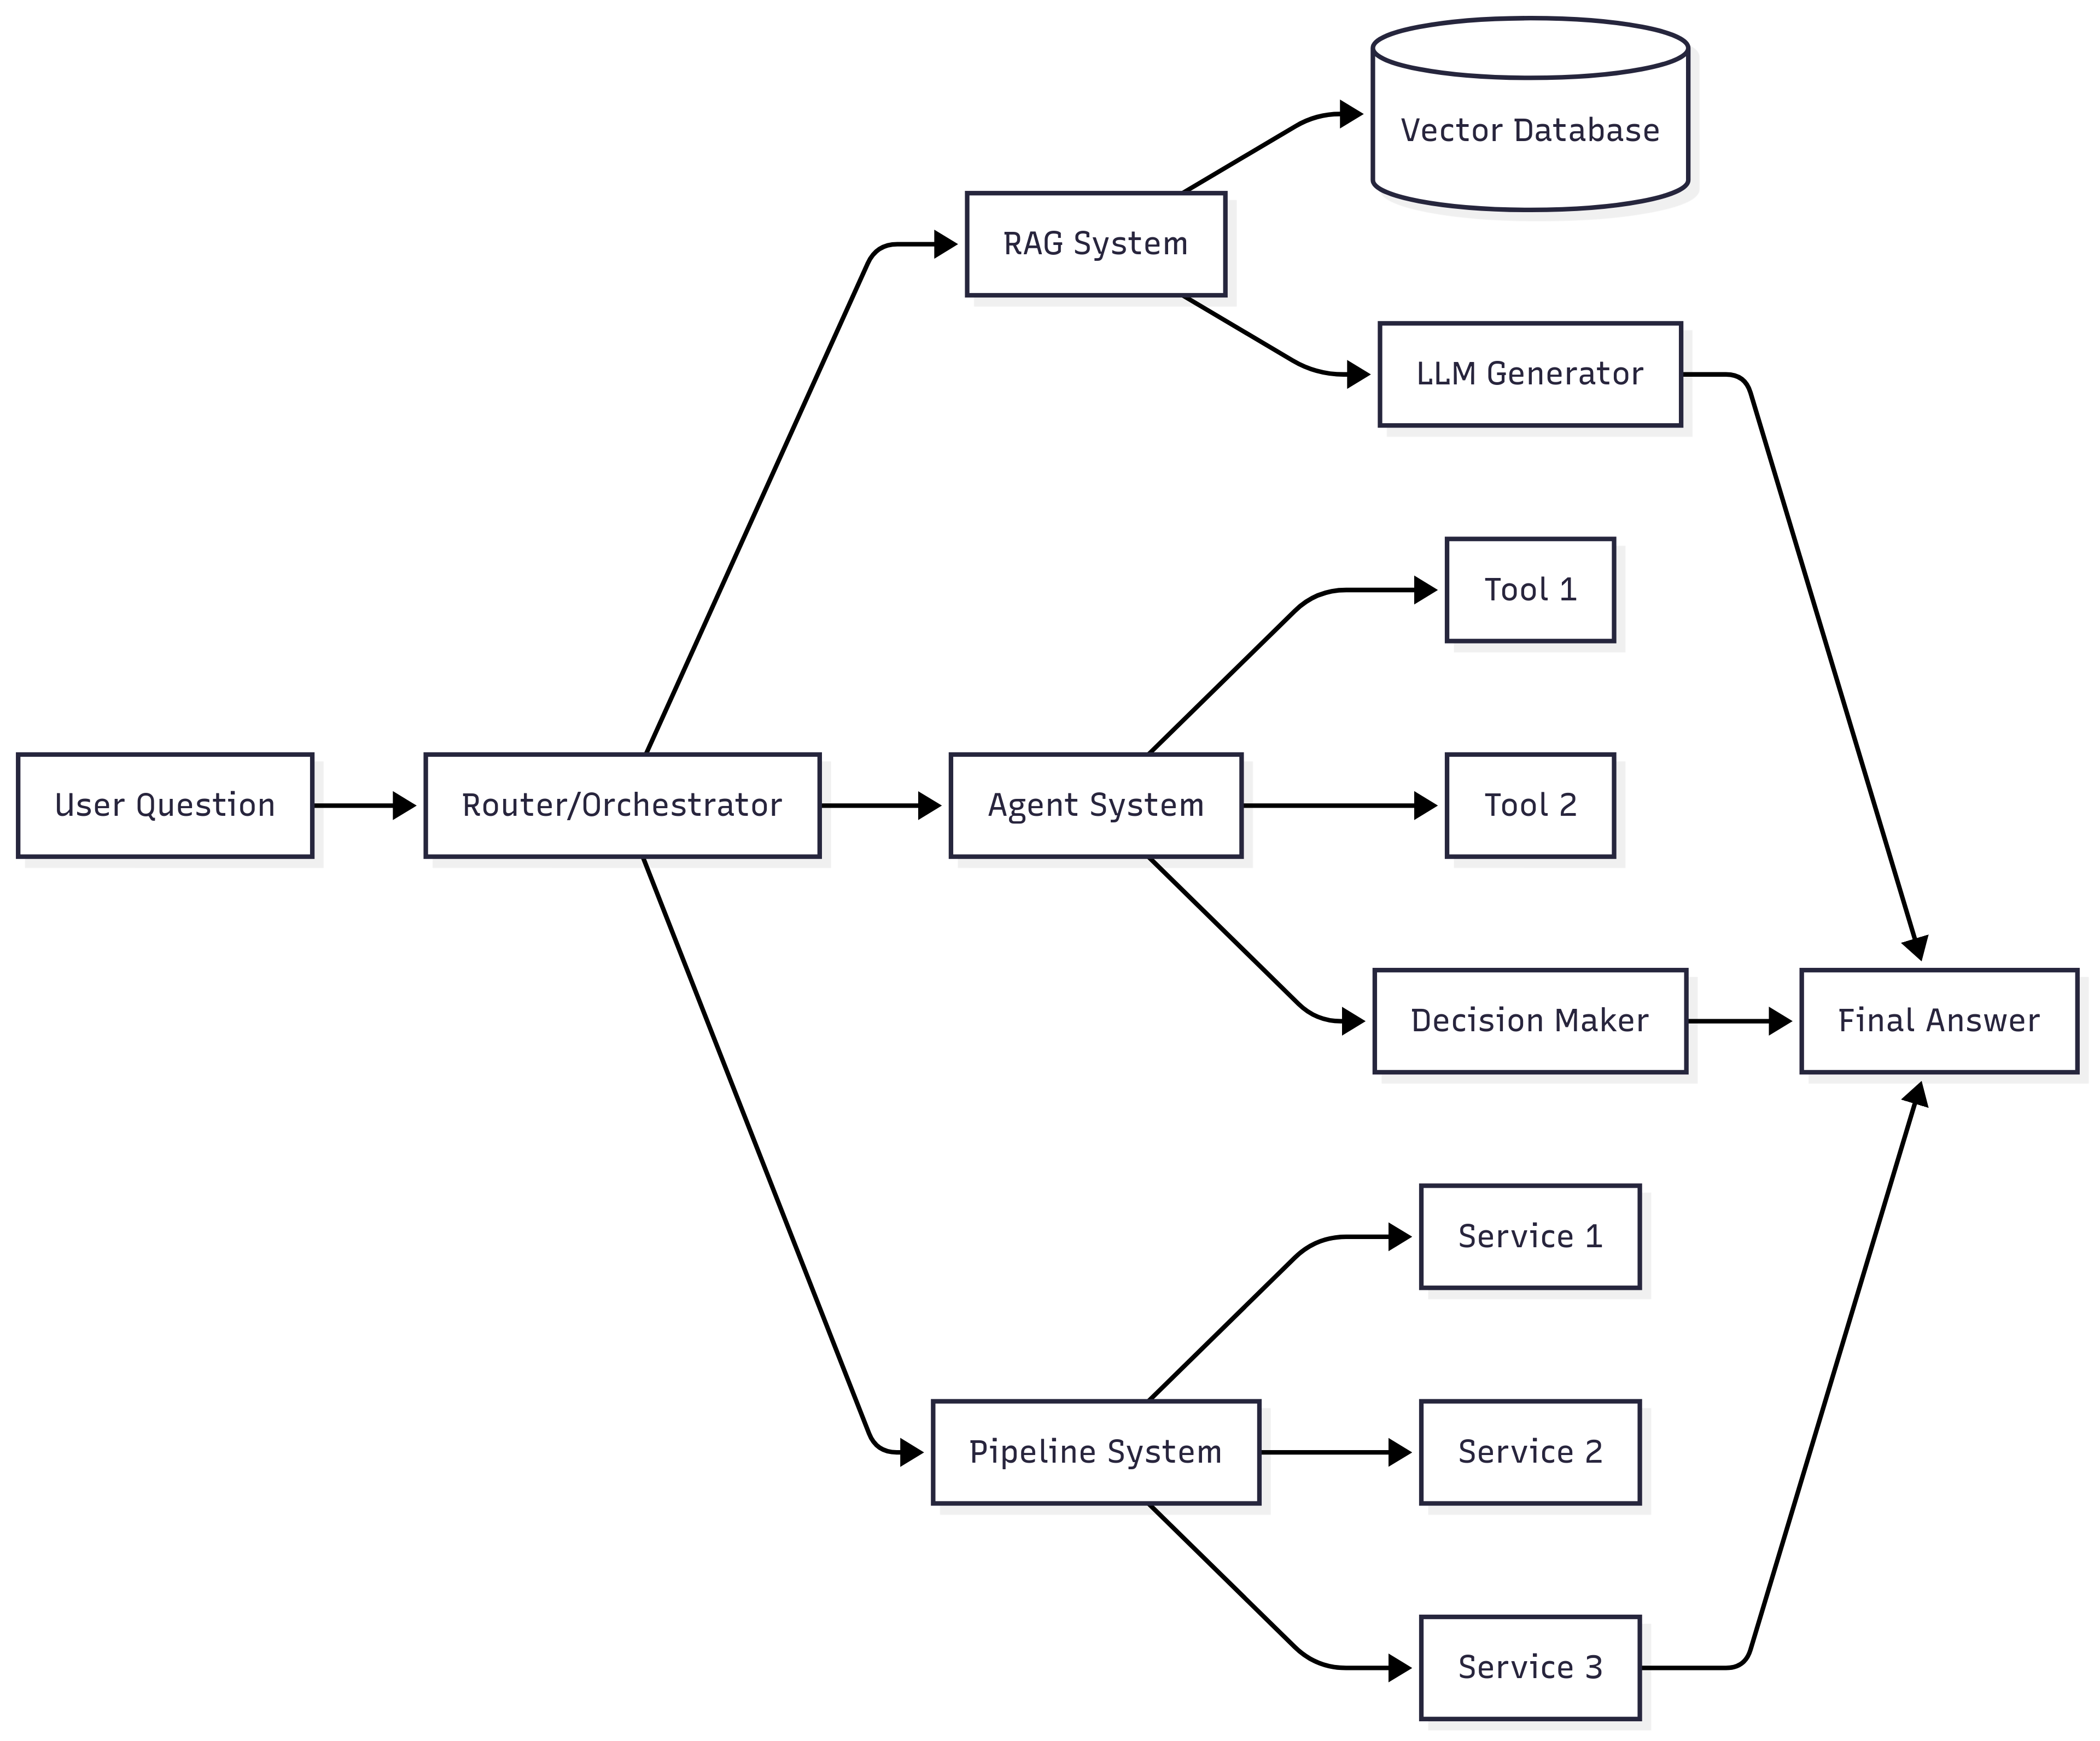 Vector Database
RAG System
LLM Generator
Tool 1
User Question
Router/Orchestrator
Agent System
Tool 2
Decision Maker
Final Answer
Service 1
Pipeline System
Service 2
Service 3